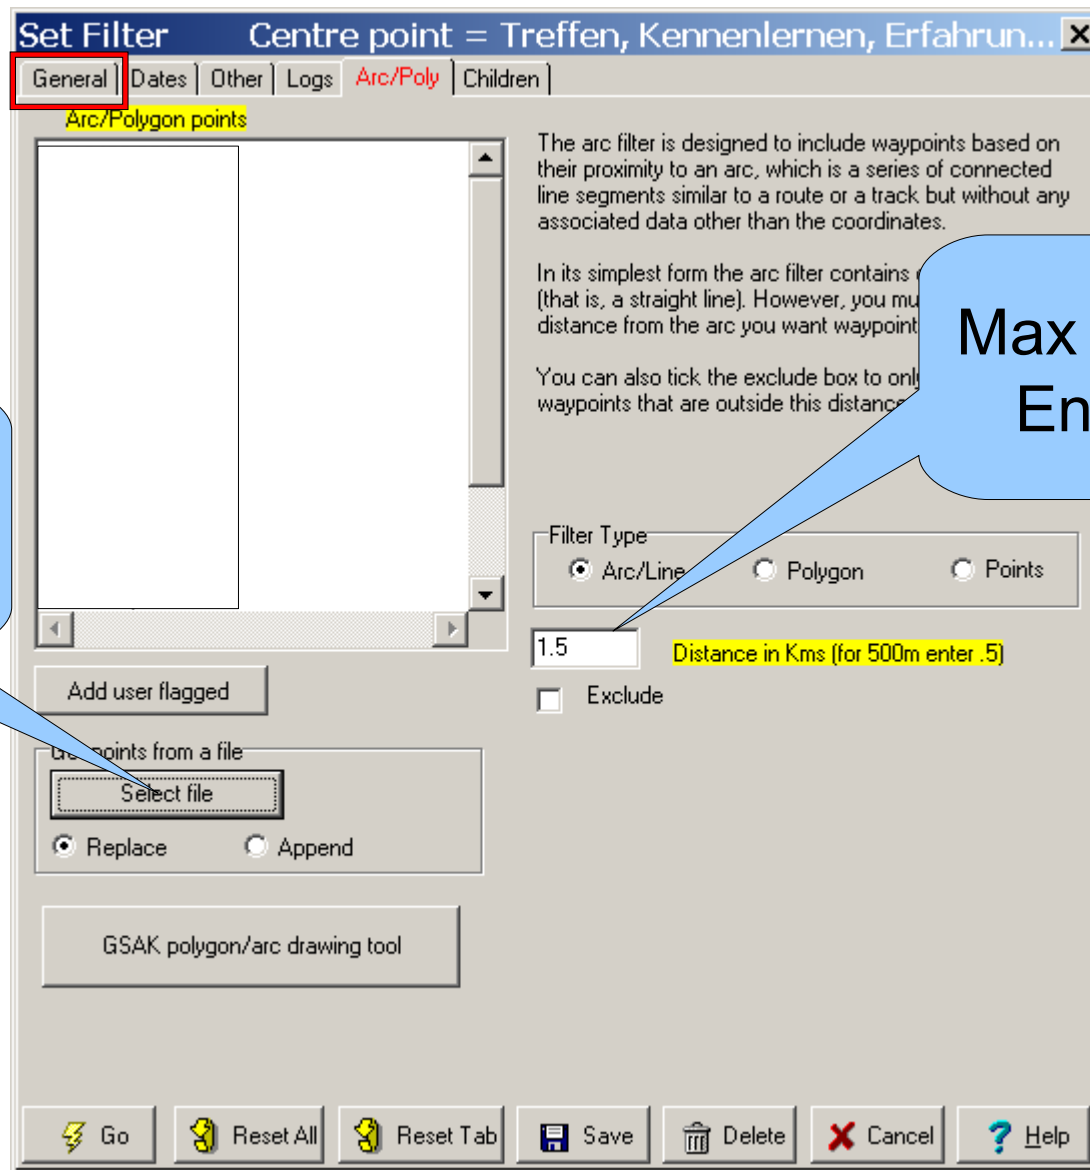 Set Filter Centre point = Treffen, Kennenlernen, Erfahrun...
General Dates Other Logs Arc/Poly Children
Arc/Polygon points
The arc filter is designed to include waypoints based on
their proximity to an arc, which is a series of connected
line segments similar to a route or a track but without any
associated data other than the coordinates.
In its simplest form the arc filter contains
(that is, a straight line). However, you mu
distance from the arc you want waypoint
You can also tick the exclude box to onl
waypoints that are outside this distance
Max
En
Filter Type
Arc/Line Polygon Points
1.5 Distance in Kms (for 500m enter .5)
Exclude
Add user flagged
points from a file
Select file
Replace Append
GSAK polygon/arc drawing tool
Go Reset All Reset Tab Save Delete Cancel Help